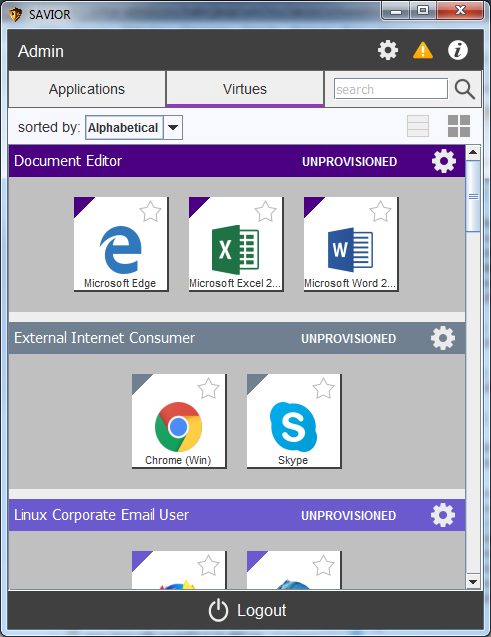 SAVIOR
Admin
Applications Virtues search
sorted by: Alphabetical
Document Editor UNPROVISIONED
Microsoft Edge Microsoft Excel 2... Microsoft Word 2...
External Internet Consumer UNPROVISIONED
Chrome (Win) Skype
Linux Corporate Email User UNPROVISIONED
Logout